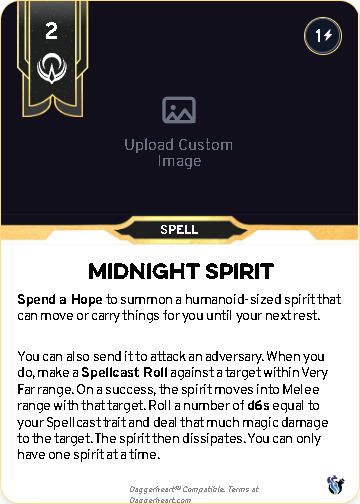 2
1
Upload Custom
Image
SPELL
MIDNIGHT SPIRIT
Spend a Hope to summon a humanoid-sized spirit that
can move or carry things for you until your next rest.
You can also send it to attack an adversary. When you
do, make a Spellcast Roll against a target within Very
Far range. On a success, the spirit moves into Melee
range with that target. Roll a number of d6s equal to
your Spellcast trait and deal that much magic damage
to the target. The spirit then dissipates. You can only
have one spirit at a time.
Daggerheart™ Compatible. Terms at
Daggerheart.com